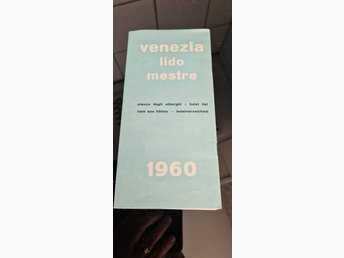 venezia
lido
mestre
elenco degli alberghi - hotel list
liste des hôtels - hotelverzeichnis
1960